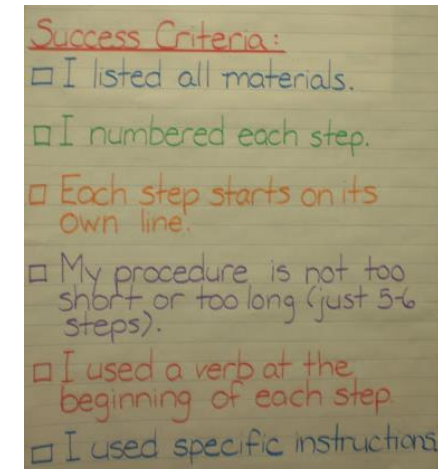 Success Criteria:
□ I listed all materials.
□ I numbered each step.
□ Each step starts on its
own line.
□ My procedure is not too
short or too long (just 5-6
steps).
□ I used a verb at the
beginning of each step.
□ I used specific instructions